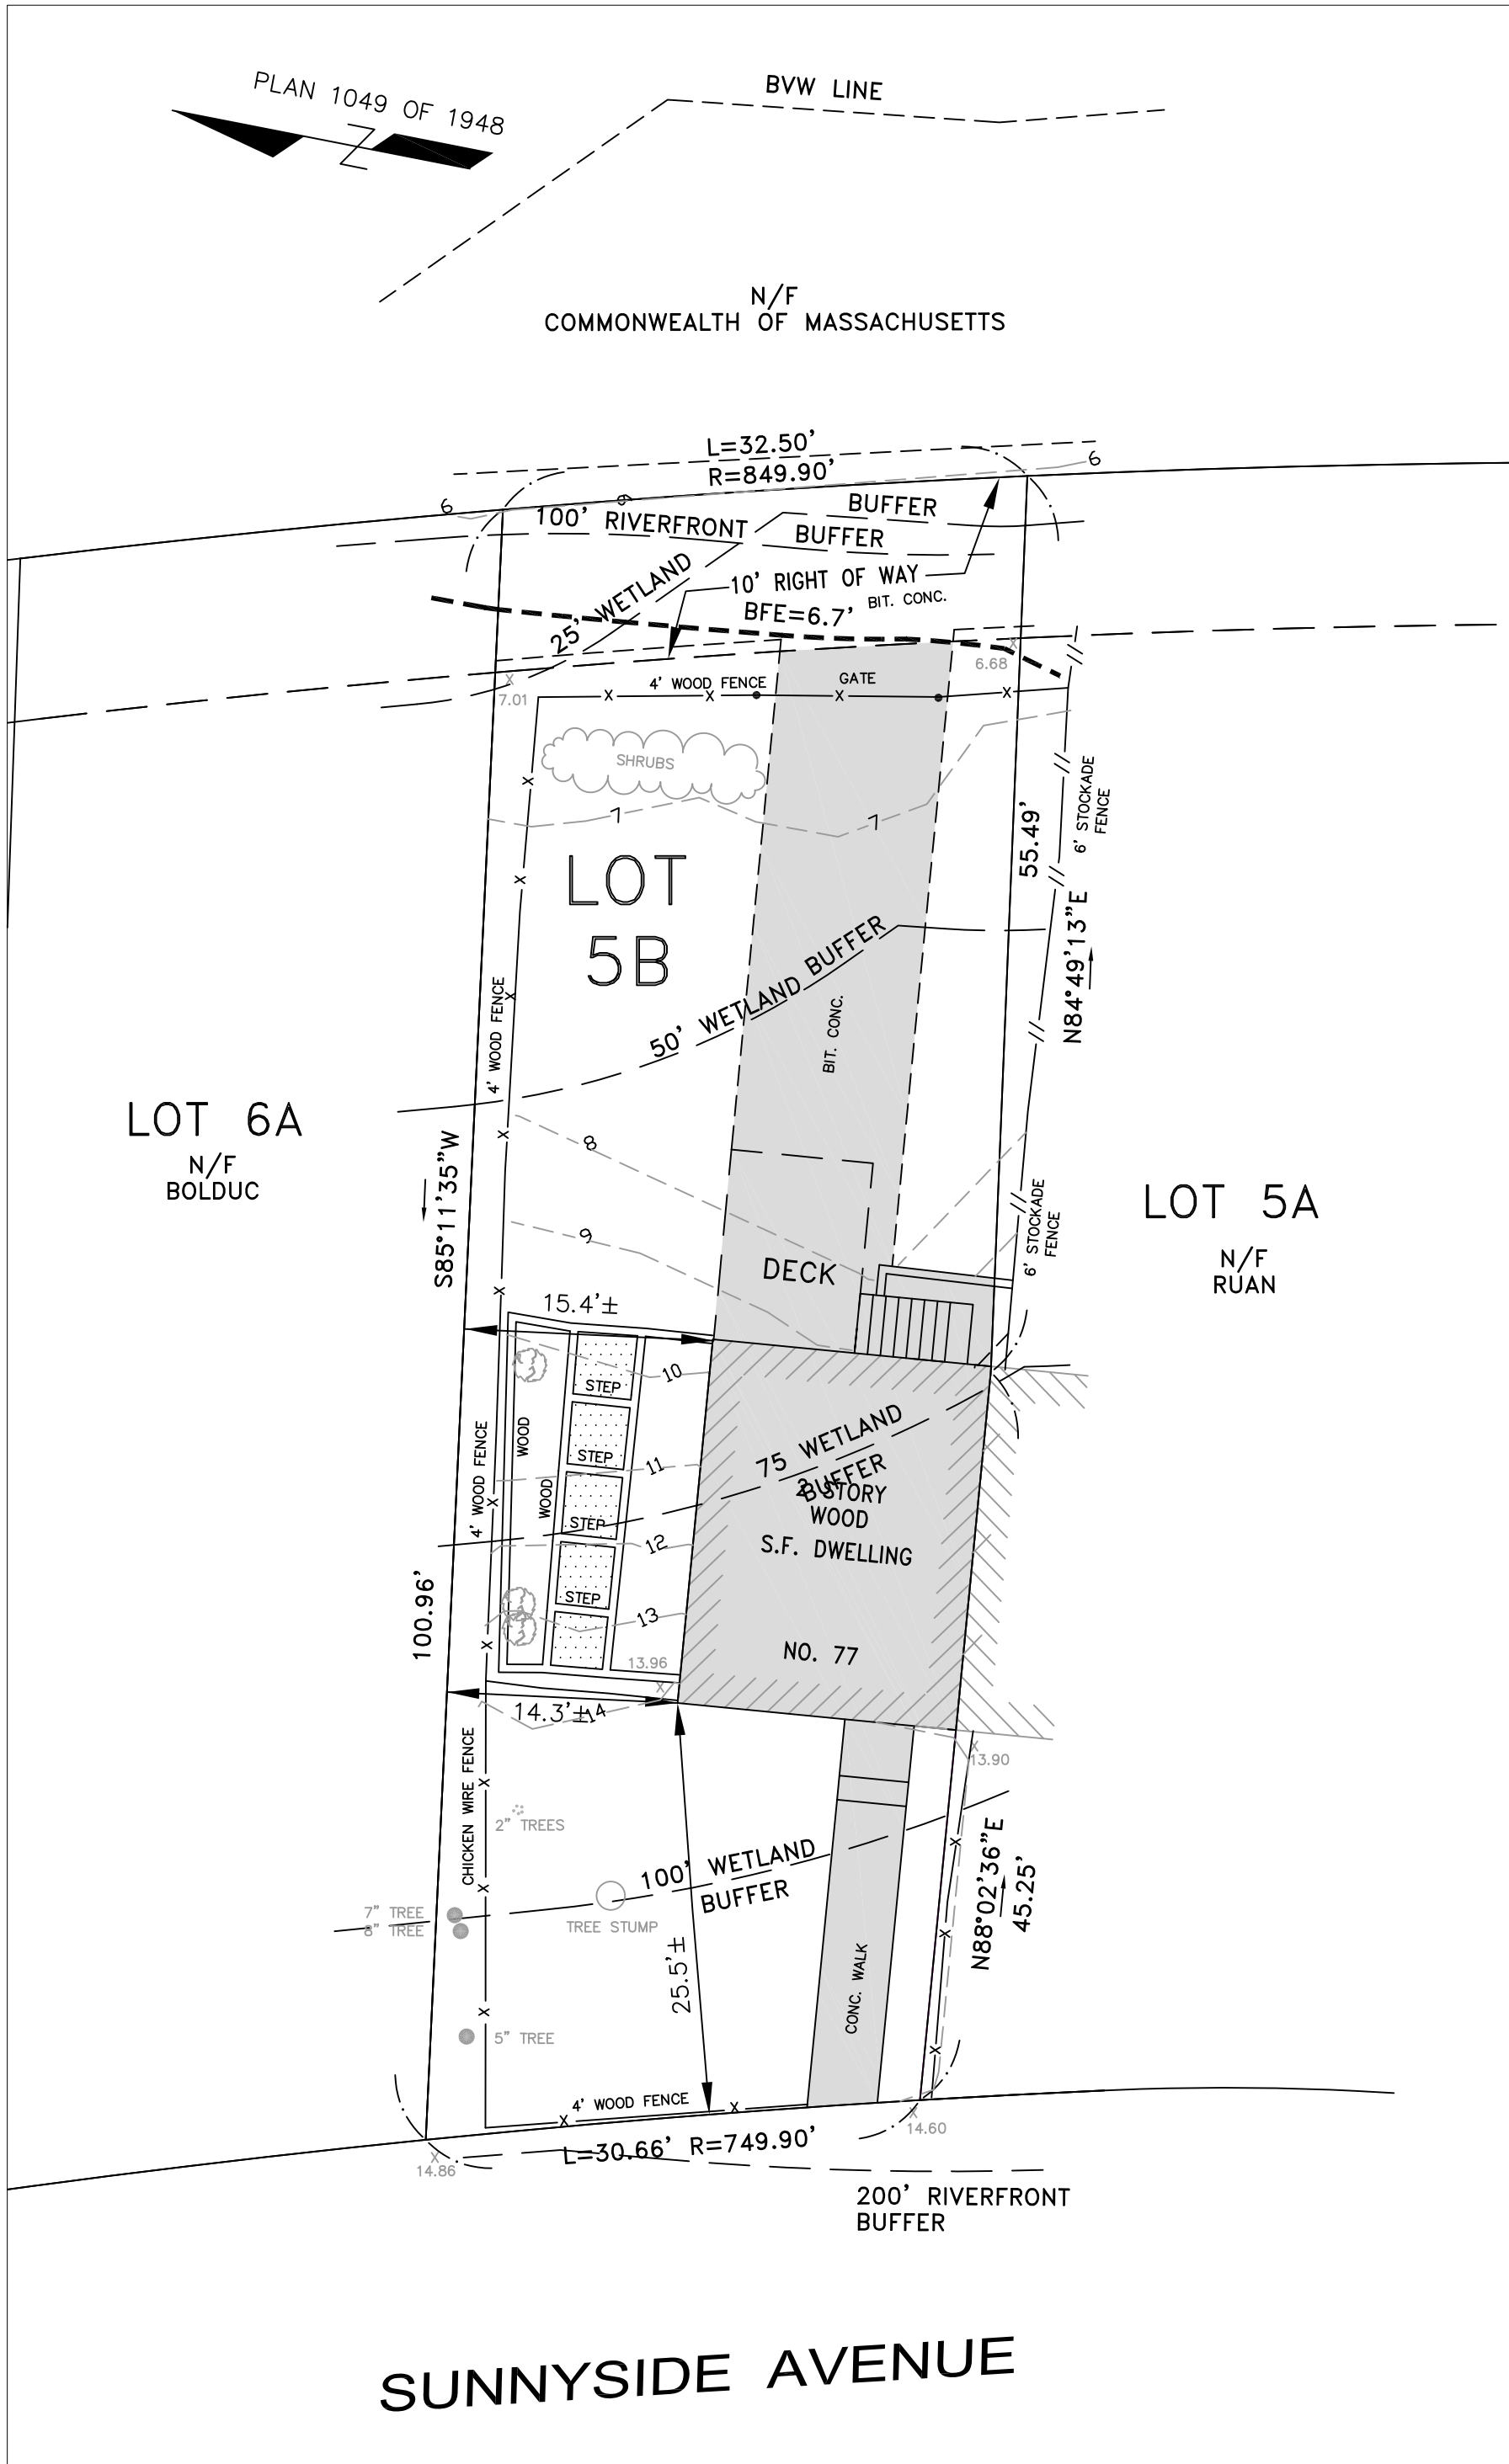 PLAN 1049 OF 1948
Z
BVW LINE
N/F
COMMONWEALTH OF MASSACHUSETTS
L=32.50'
R=849.90'
6
6
6
BUFFER
100' RIVERFRONT
BUFFER
25' WETLAND
10' RIGHT OF WAY
BFE=6.7'
BIT. CONC.
6.68
7.01
4' WOOD FENCE
GATE
SHRUBS
7
7
LOT
5B
55.49'
6' STOCKADE
FENCE
N84°49'13"E
50' WETLAND BUFFER
BIT. CONC.
4' WOOD FENCE
LOT 6A
N/F
BOLDUC
S85°11'35"W
8
9
DECK
6' STOCKADE
FENCE
LOT 5A
N/F
RUAN
15.4'±
10
STEP
WOOD
4' WOOD FENCE
STEP
11
75 WETLAND
BUFFER
2 STORY
WOOD
S.F. DWELLING
WOOD
STEP
12
STEP
13
100.96'
NO. 77
13.96
14.3'±
14
13.90
CHICKEN WIRE FENCE
2" TREES
100' WETLAND
BUFFER
N88°02'36"E
45.25'
7" TREE
8" TREE
TREE STUMP
25.5'±
CONC. WALK
5" TREE
4' WOOD FENCE
14.60
L=30.66' R=749.90'
14.86
200' RIVERFRONT
BUFFER
SUNNYSIDE AVENUE